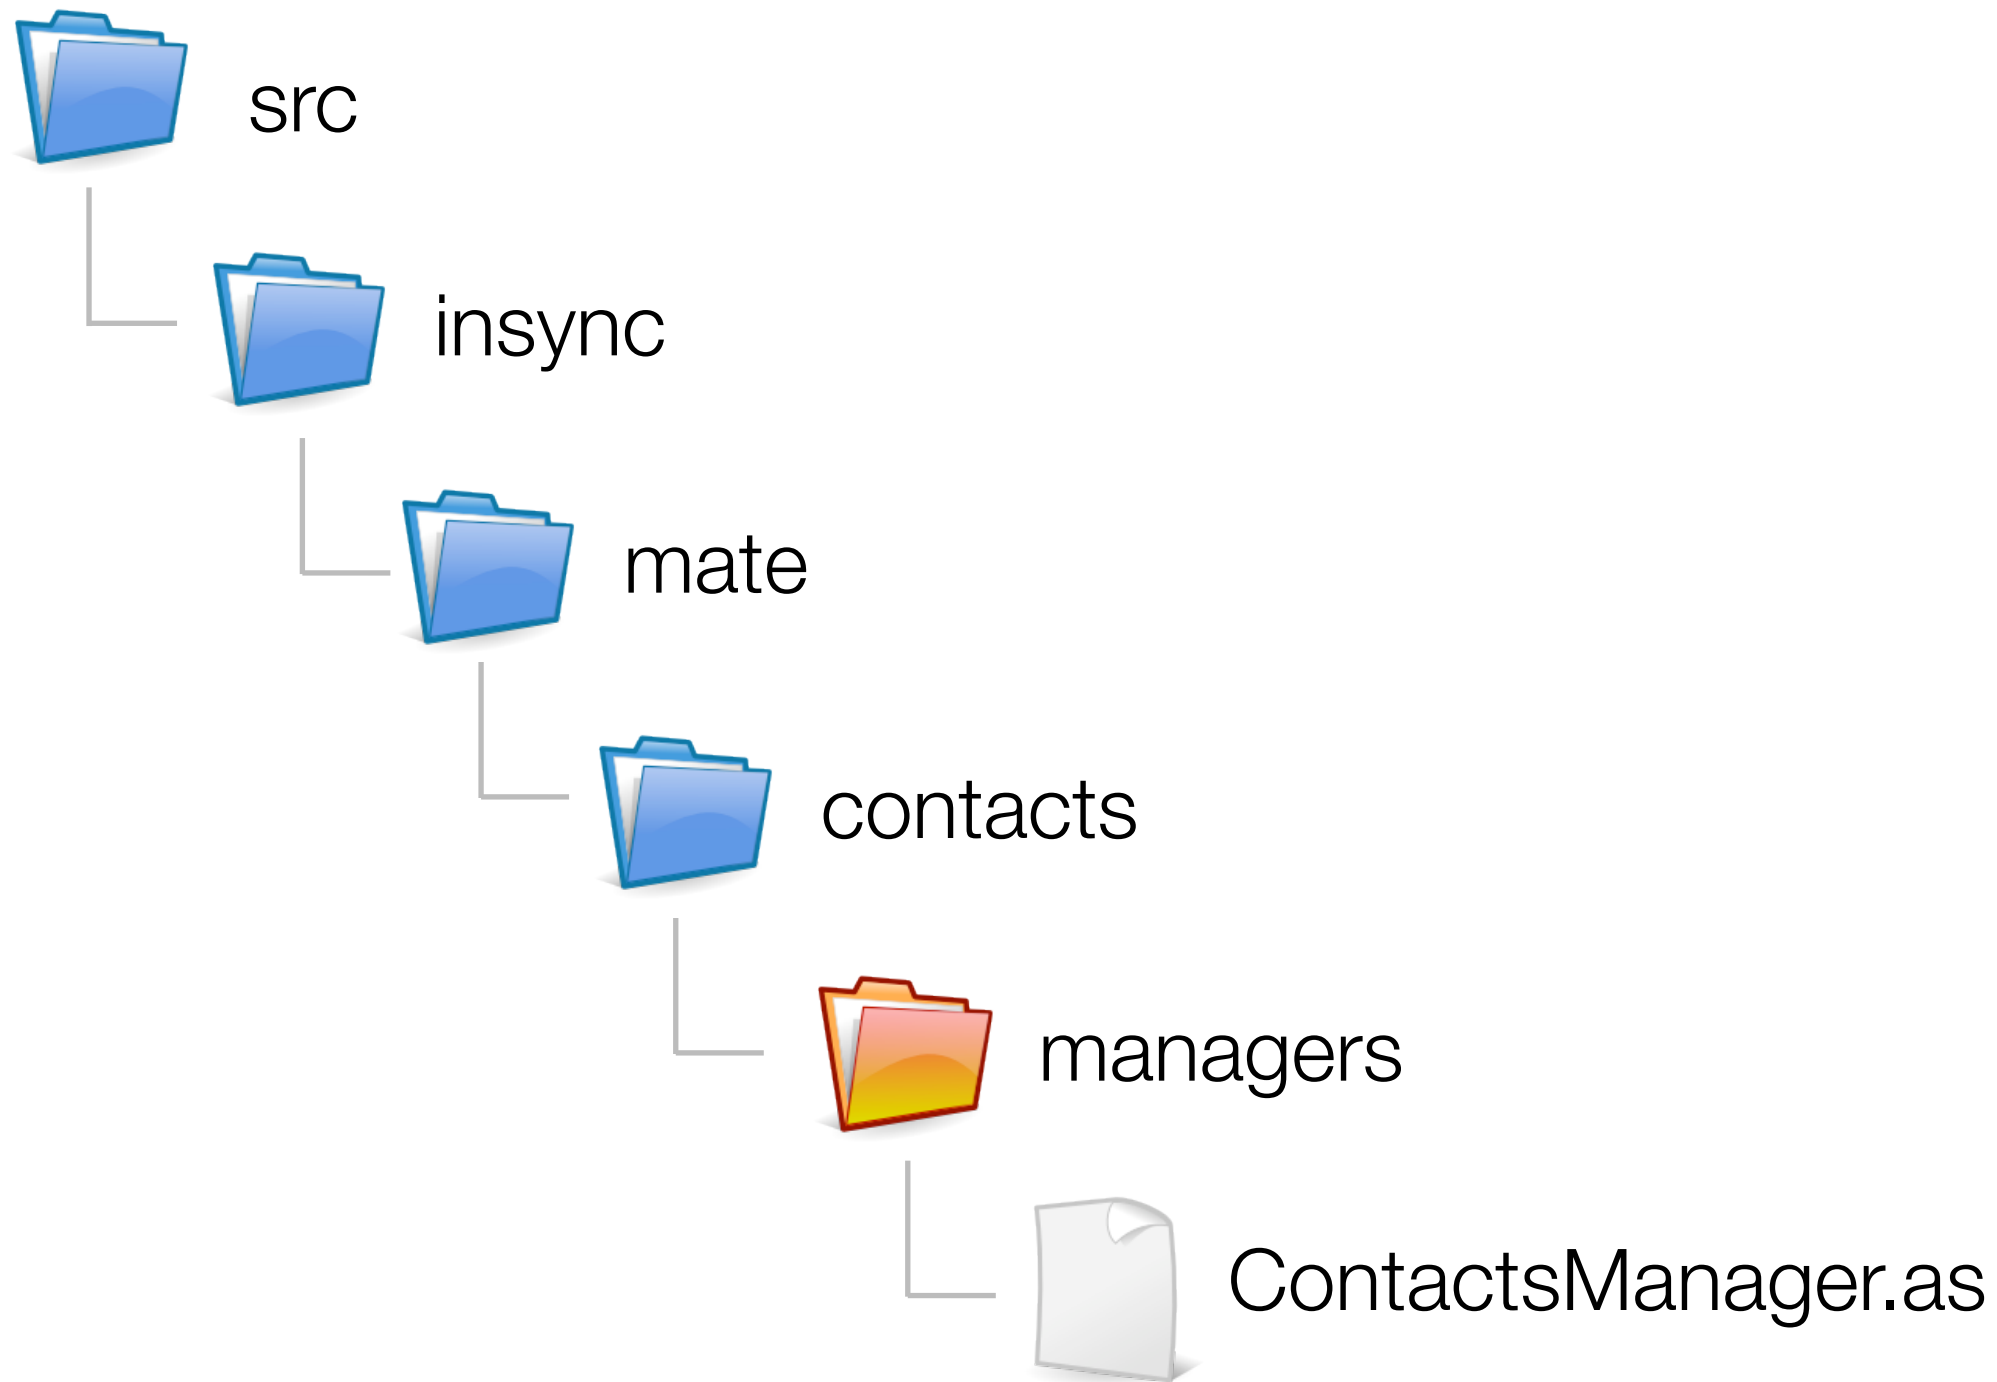 src
insync
mate
contacts
managers
ContactsManager.as